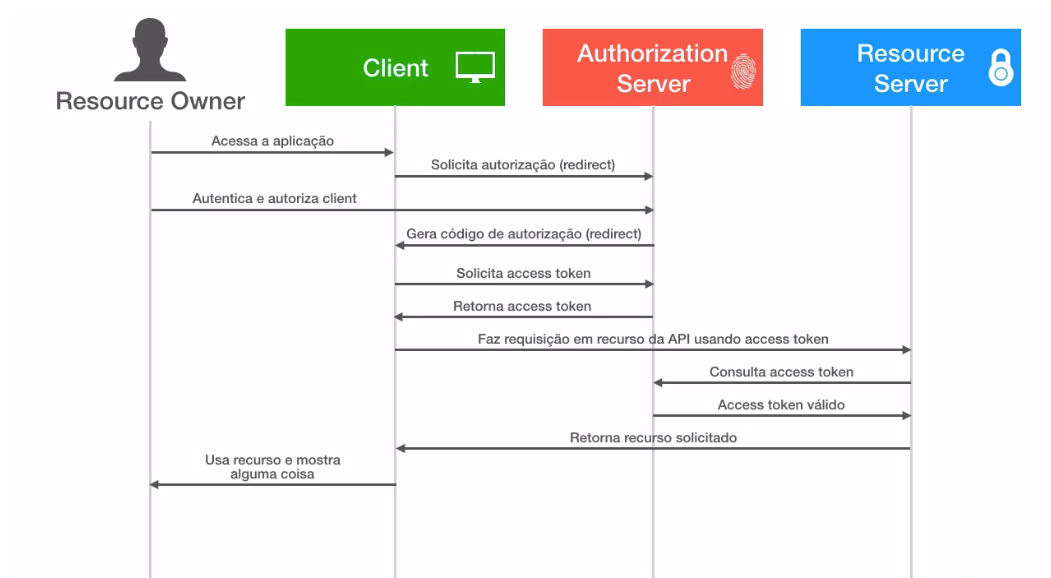 Resource Owner
Client
Authorization
Server
Resource
Server
Acessa a aplicação
Solicita autorização (redirect)
Autentica e autoriza client
Gera código de autorização (redirect)
Solicita access token
Retorna access token
Faz requisição em recurso da API usando access token
Consulta access token
Access token válido
Retorna recurso solicitado
Usa recurso e mostra
alguma coisa